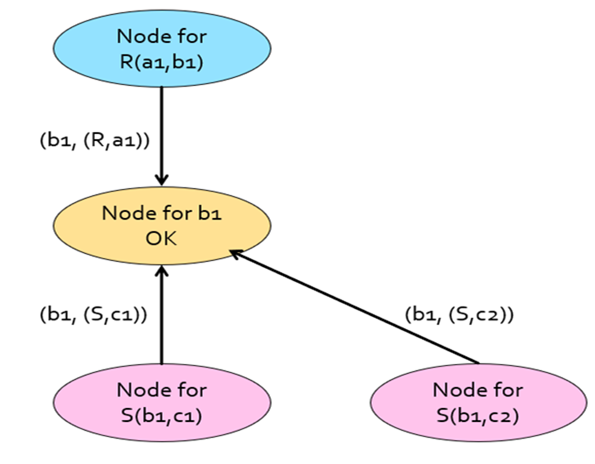 Node for
R(a1,b1)
(b1, (R,a1))
Node for b1
OK
(b1, (S,c1))
(b1, (S,c2))
Node for
S(b1,c1)
Node for
S(b1,c2)